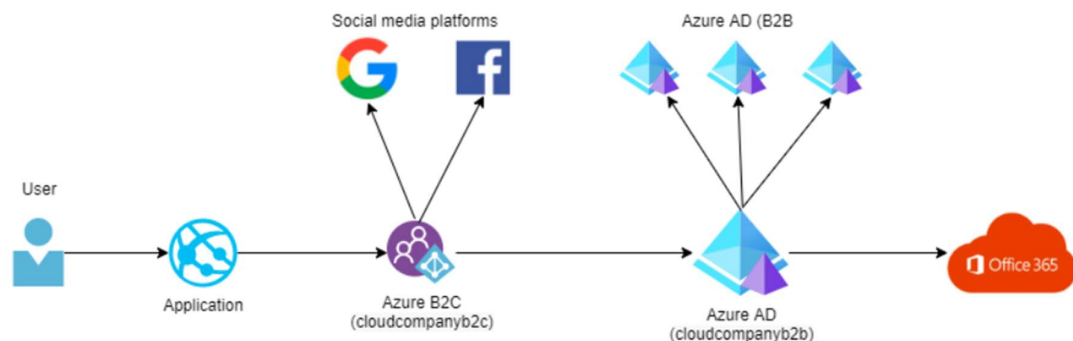 Social media platforms
Azure AD (B2B
User
Application
Azure B2C
(cloudcompanyb2c)
Azure AD
(cloudcompanyb2b)
Office 365